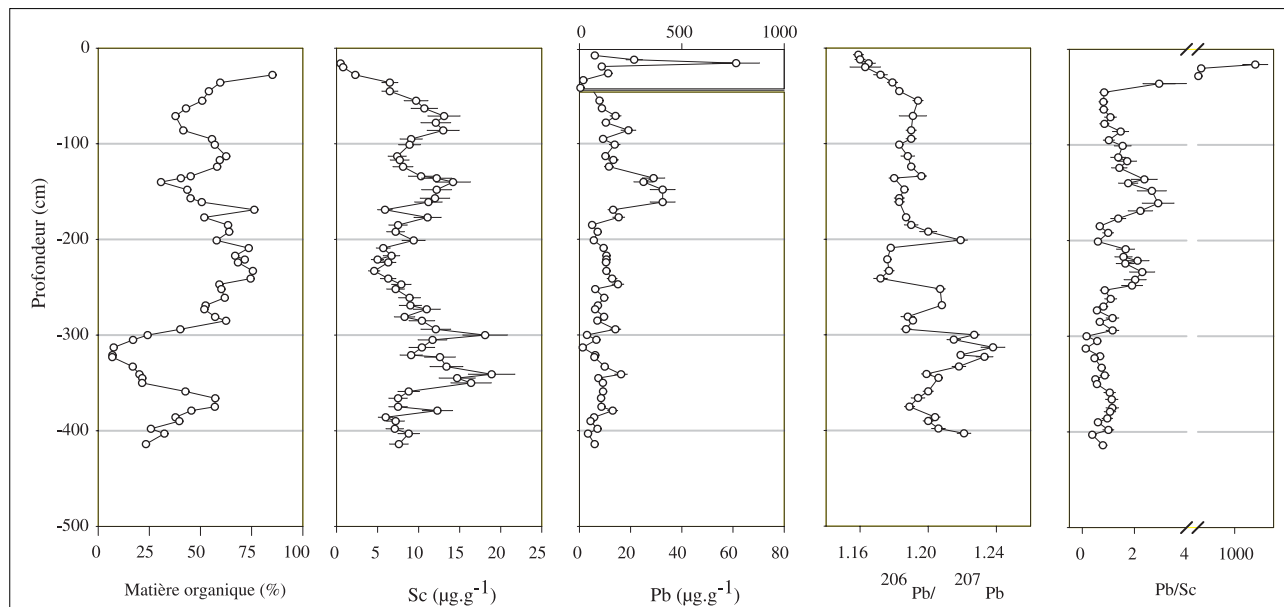 0 500 1000
0
-100
-200
-300
-400
-500
Profondeur (cm)
0 25 50 75 100
0 5 10 15 20 25
0 20 40 60 80
1.16 1.20 1.24
0 2 4 1000
Matière organique (%)
Sc (µg.g-1)
Pb (µg.g-1)
206Pb/ 207Pb
Pb/Sc